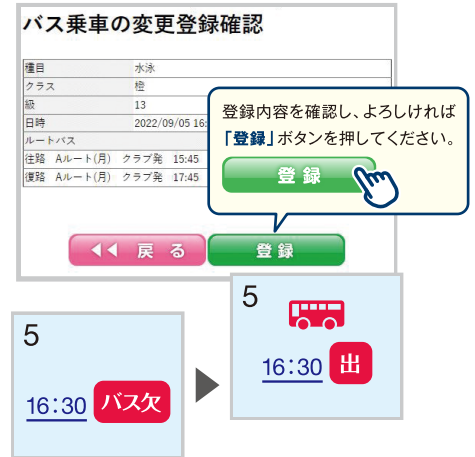 バス乗車の変更登録確認
種目 水泳
クラス 橙
級 13
日時 2022/09/05 16:
ルートバス
往路 Aルート(月) クラブ発 15:45
復路 Aルート(月) クラブ発 17:45
登録内容を確認し、よろしければ
「登録」ボタンを押してください。
登録
◀◀ 戻る 登録
5
16:30 バス欠
5
16:30 出